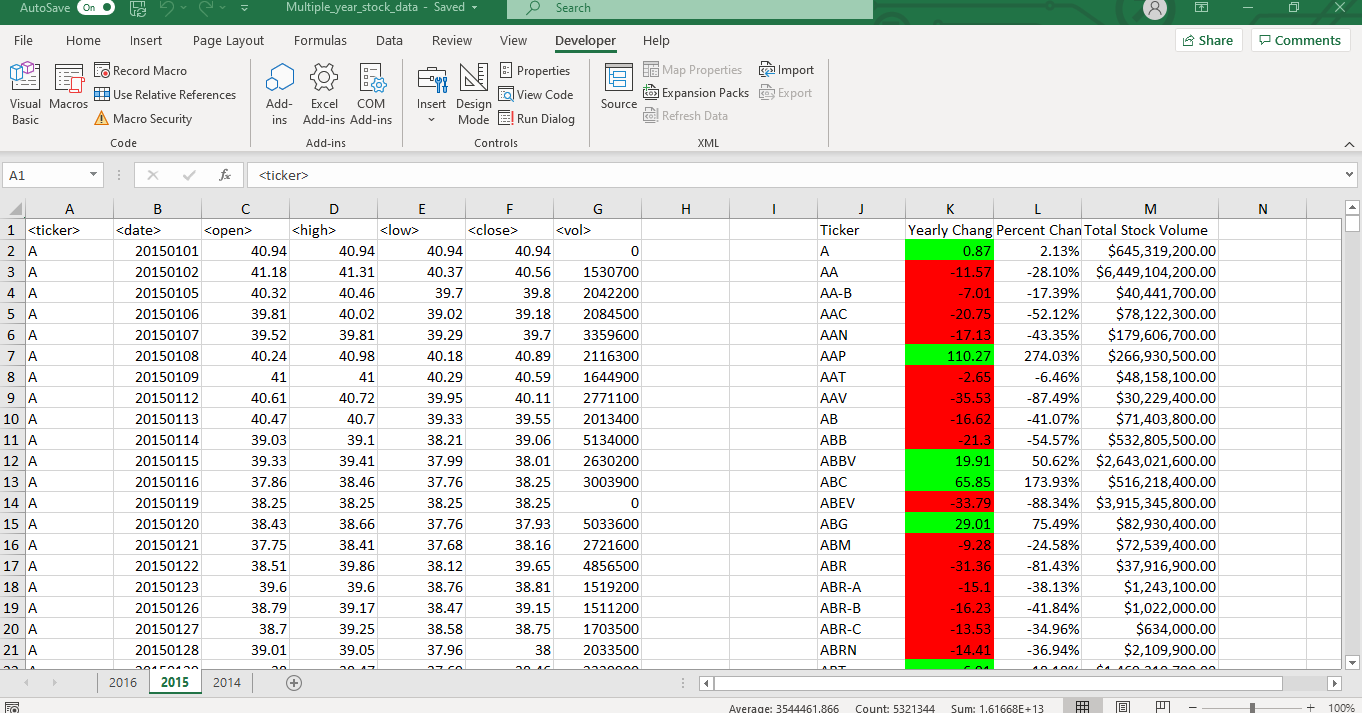 AutoSave On Multiple_year_stock_data - Saved Search
File Home Insert Page Layout Formulas Data Review View Developer Help Share Comments
Visual Basic Macros Record Macro Use Relative References Macro Security Code
Add-ins Excel Add-ins COM Add-ins Add-ins
Insert Design Mode Properties View Code Run Dialog Controls
Source Map Properties Expansion Packs Refresh Data Import Export XML
A1 fx <ticker>
A B C D E F G H I J K L M N
1 <ticker> <date> <open> <high> <low> <close> <vol> Ticker Yearly Chang Percent Chan Total Stock Volume
2 A 20150101 40.94 40.94 40.94 40.94 0 A 0.87 2.13% $645,319,200.00
3 A 20150102 41.18 41.31 40.37 40.56 1530700 AA -11.57 -28.10% $6,449,104,200.00
4 A 20150105 40.32 40.46 39.7 39.8 2042200 AA-B -7.01 -17.39% $40,441,700.00
5 A 20150106 39.81 40.02 39.02 39.18 2084500 AAC -20.75 -52.12% $78,122,300.00
6 A 20150107 39.52 39.81 39.29 39.7 3359600 AAN -17.13 -43.35% $179,606,700.00
7 A 20150108 40.24 40.98 40.18 40.89 2116300 AAP 110.27 274.03% $266,930,500.00
8 A 20150109 41 41 40.29 40.59 1644900 AAT -2.65 -6.46% $48,158,100.00
9 A 20150112 40.61 40.72 39.95 40.11 2771100 AAV -35.53 -87.49% $30,229,400.00
10 A 20150113 40.47 40.7 39.33 39.55 2013400 AB -16.62 -41.07% $71,403,800.00
11 A 20150114 39.03 39.1 38.21 39.06 5134000 ABB -21.3 -54.57% $532,805,500.00
12 A 20150115 39.33 39.41 37.99 38.01 2630200 ABBV 19.91 50.62% $2,643,021,600.00
13 A 20150116 37.86 38.46 37.76 38.25 3003900 ABC 65.85 173.93% $516,218,400.00
14 A 20150119 38.25 38.25 38.25 38.25 0 ABEV -33.79 -88.34% $3,915,345,800.00
15 A 20150120 38.43 38.66 37.76 37.93 5033600 ABG 29.01 75.49% $82,930,400.00
16 A 20150121 37.75 38.41 37.68 38.16 2721600 ABM -9.28 -24.58% $72,539,400.00
17 A 20150122 38.51 39.86 38.12 39.65 4856500 ABR -31.36 -81.43% $37,916,900.00
18 A 20150123 39.6 39.6 38.76 38.81 1519200 ABR-A -15.1 -38.13% $1,243,100.00
19 A 20150126 38.79 39.17 38.47 39.15 1511200 ABR-B -16.23 -41.84% $1,022,000.00
20 A 20150127 38.7 39.25 38.58 38.75 1703500 ABR-C -13.53 -34.96% $634,000.00
21 A 20150128 39.01 39.05 37.96 38 2033500 ABRN -14.41 -36.94% $2,109,900.00
2016 2015 2014
Average: 3544461.866 Count: 5321344 Sum: 1.61668E+13 100%